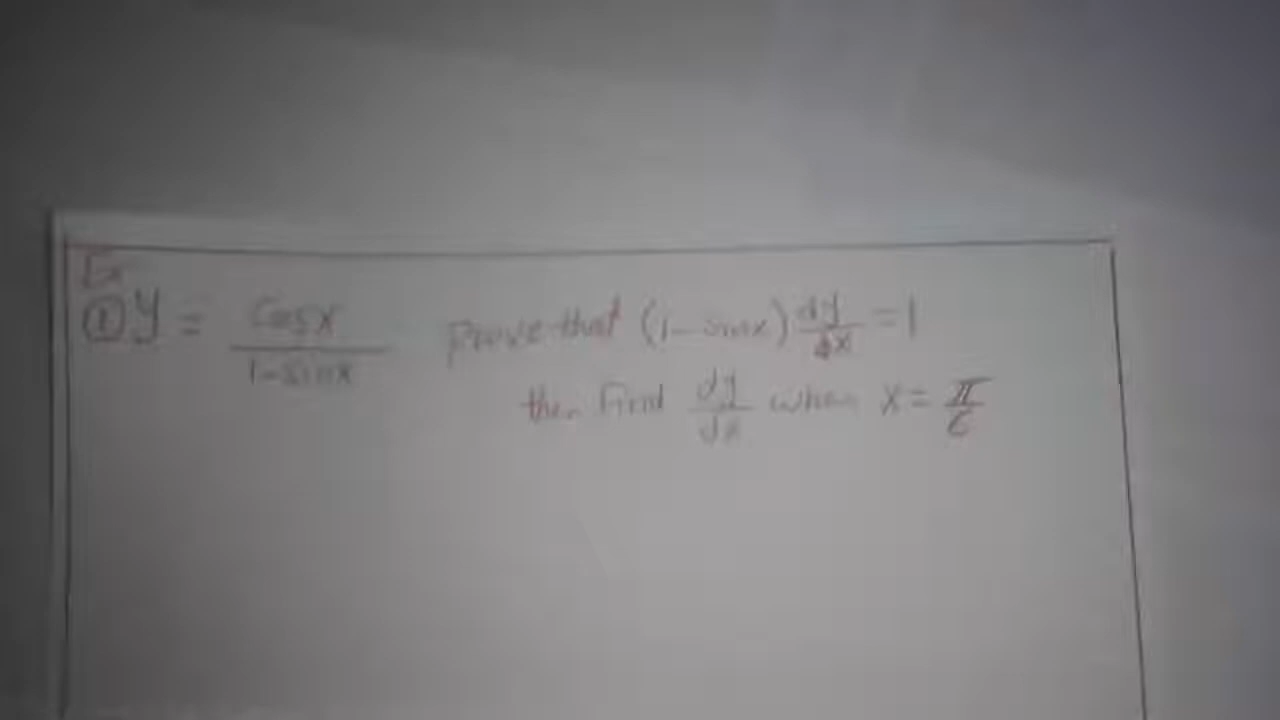 Ex
① y = cosx / 1-sinx prove that (1-sinx) dy/dx = 1
then find dy/dx when x = π/6